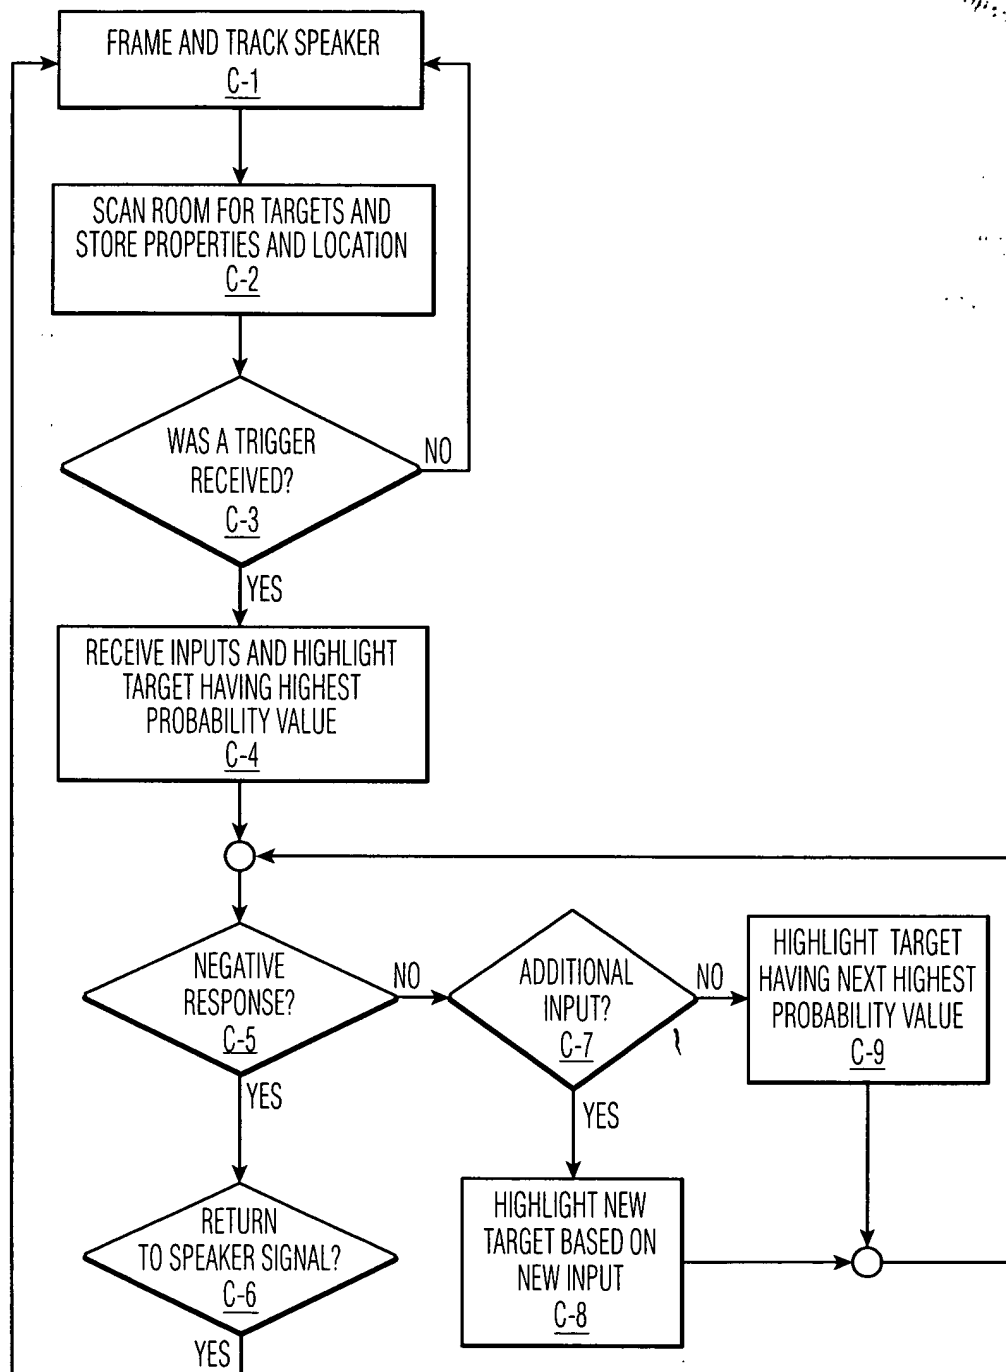 FRAME AND TRACK SPEAKER
C-1
SCAN ROOM FOR TARGETS AND
STORE PROPERTIES AND LOCATION
C-2
WAS A TRIGGER
RECEIVED?
C-3
NO
YES
RECEIVE INPUTS AND HIGHLIGHT
TARGET HAVING HIGHEST
PROBABILITY VALUE
C-4
NEGATIVE
RESPONSE?
C-5
NO
YES
ADDITIONAL
INPUT?
C-7
NO
YES
HIGHLIGHT TARGET
HAVING NEXT HIGHEST
PROBABILITY VALUE
C-9
RETURN
TO SPEAKER SIGNAL?
C-6
YES
HIGHLIGHT NEW
TARGET BASED ON
NEW INPUT
C-8